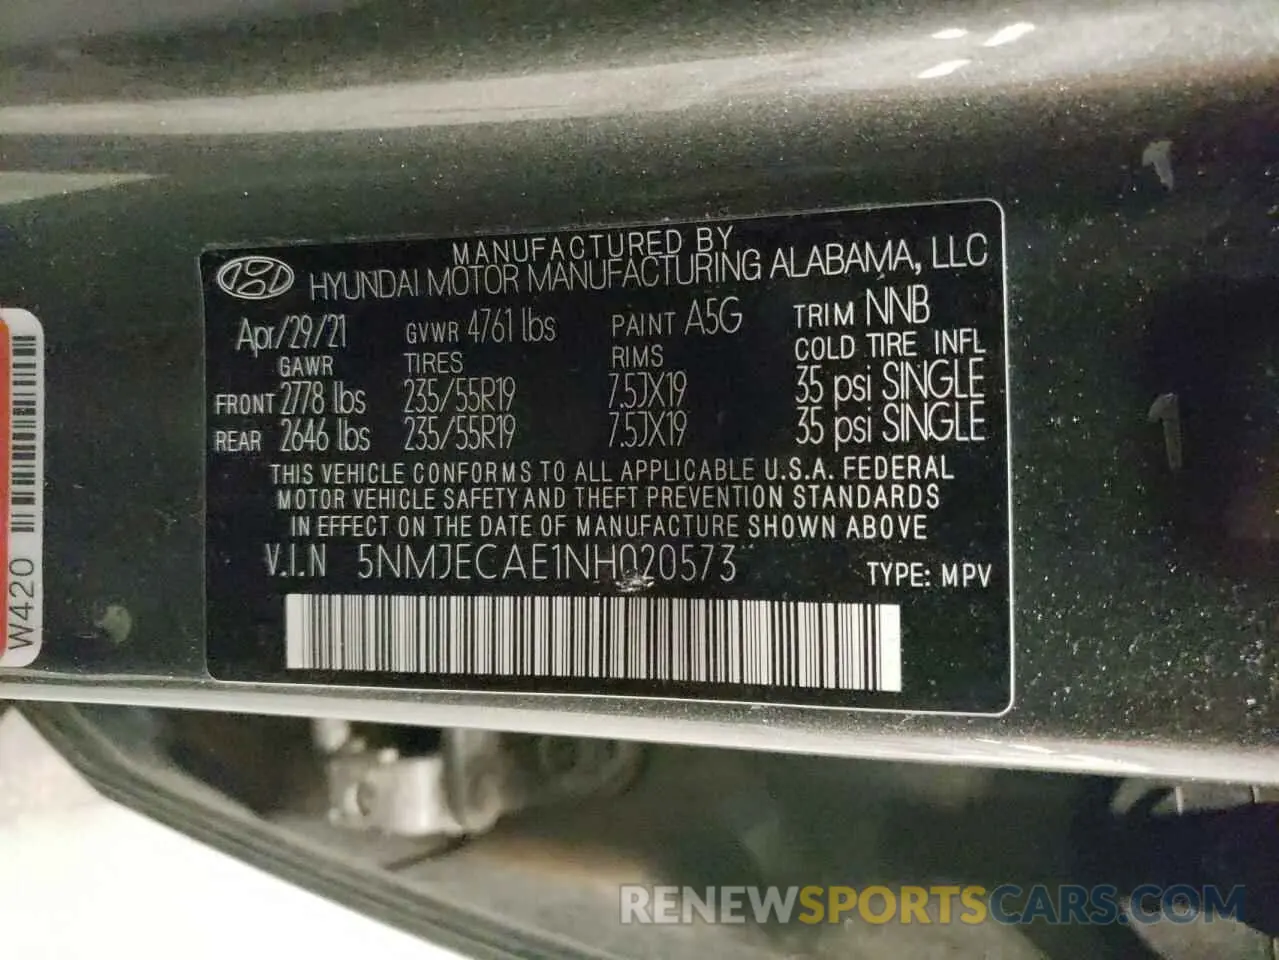 MANUFACTURED BY
HYUNDAI MOTOR MANUFACTURING ALABAMA, LLC
Apr/29/21 GVWR 4761 lbs PAINT A5G TRIM NNB
GAWR TIRES RIMS COLD TIRE INFL
FRONT 2778 lbs 235/55R19 7.5JX19 35 psi SINGLE
REAR 2646 lbs 235/55R19 7.5JX19 35 psi SINGLE
THIS VEHICLE CONFORMS TO ALL APPLICABLE U.S.A. FEDERAL
MOTOR VEHICLE SAFETY AND THEFT PREVENTION STANDARDS
IN EFFECT ON THE DATE OF MANUFACTURE SHOWN ABOVE
V.I.N 5NMJECAE1NH020573 TYPE: MPV
W420
RENEWSPORTSCARS.COM